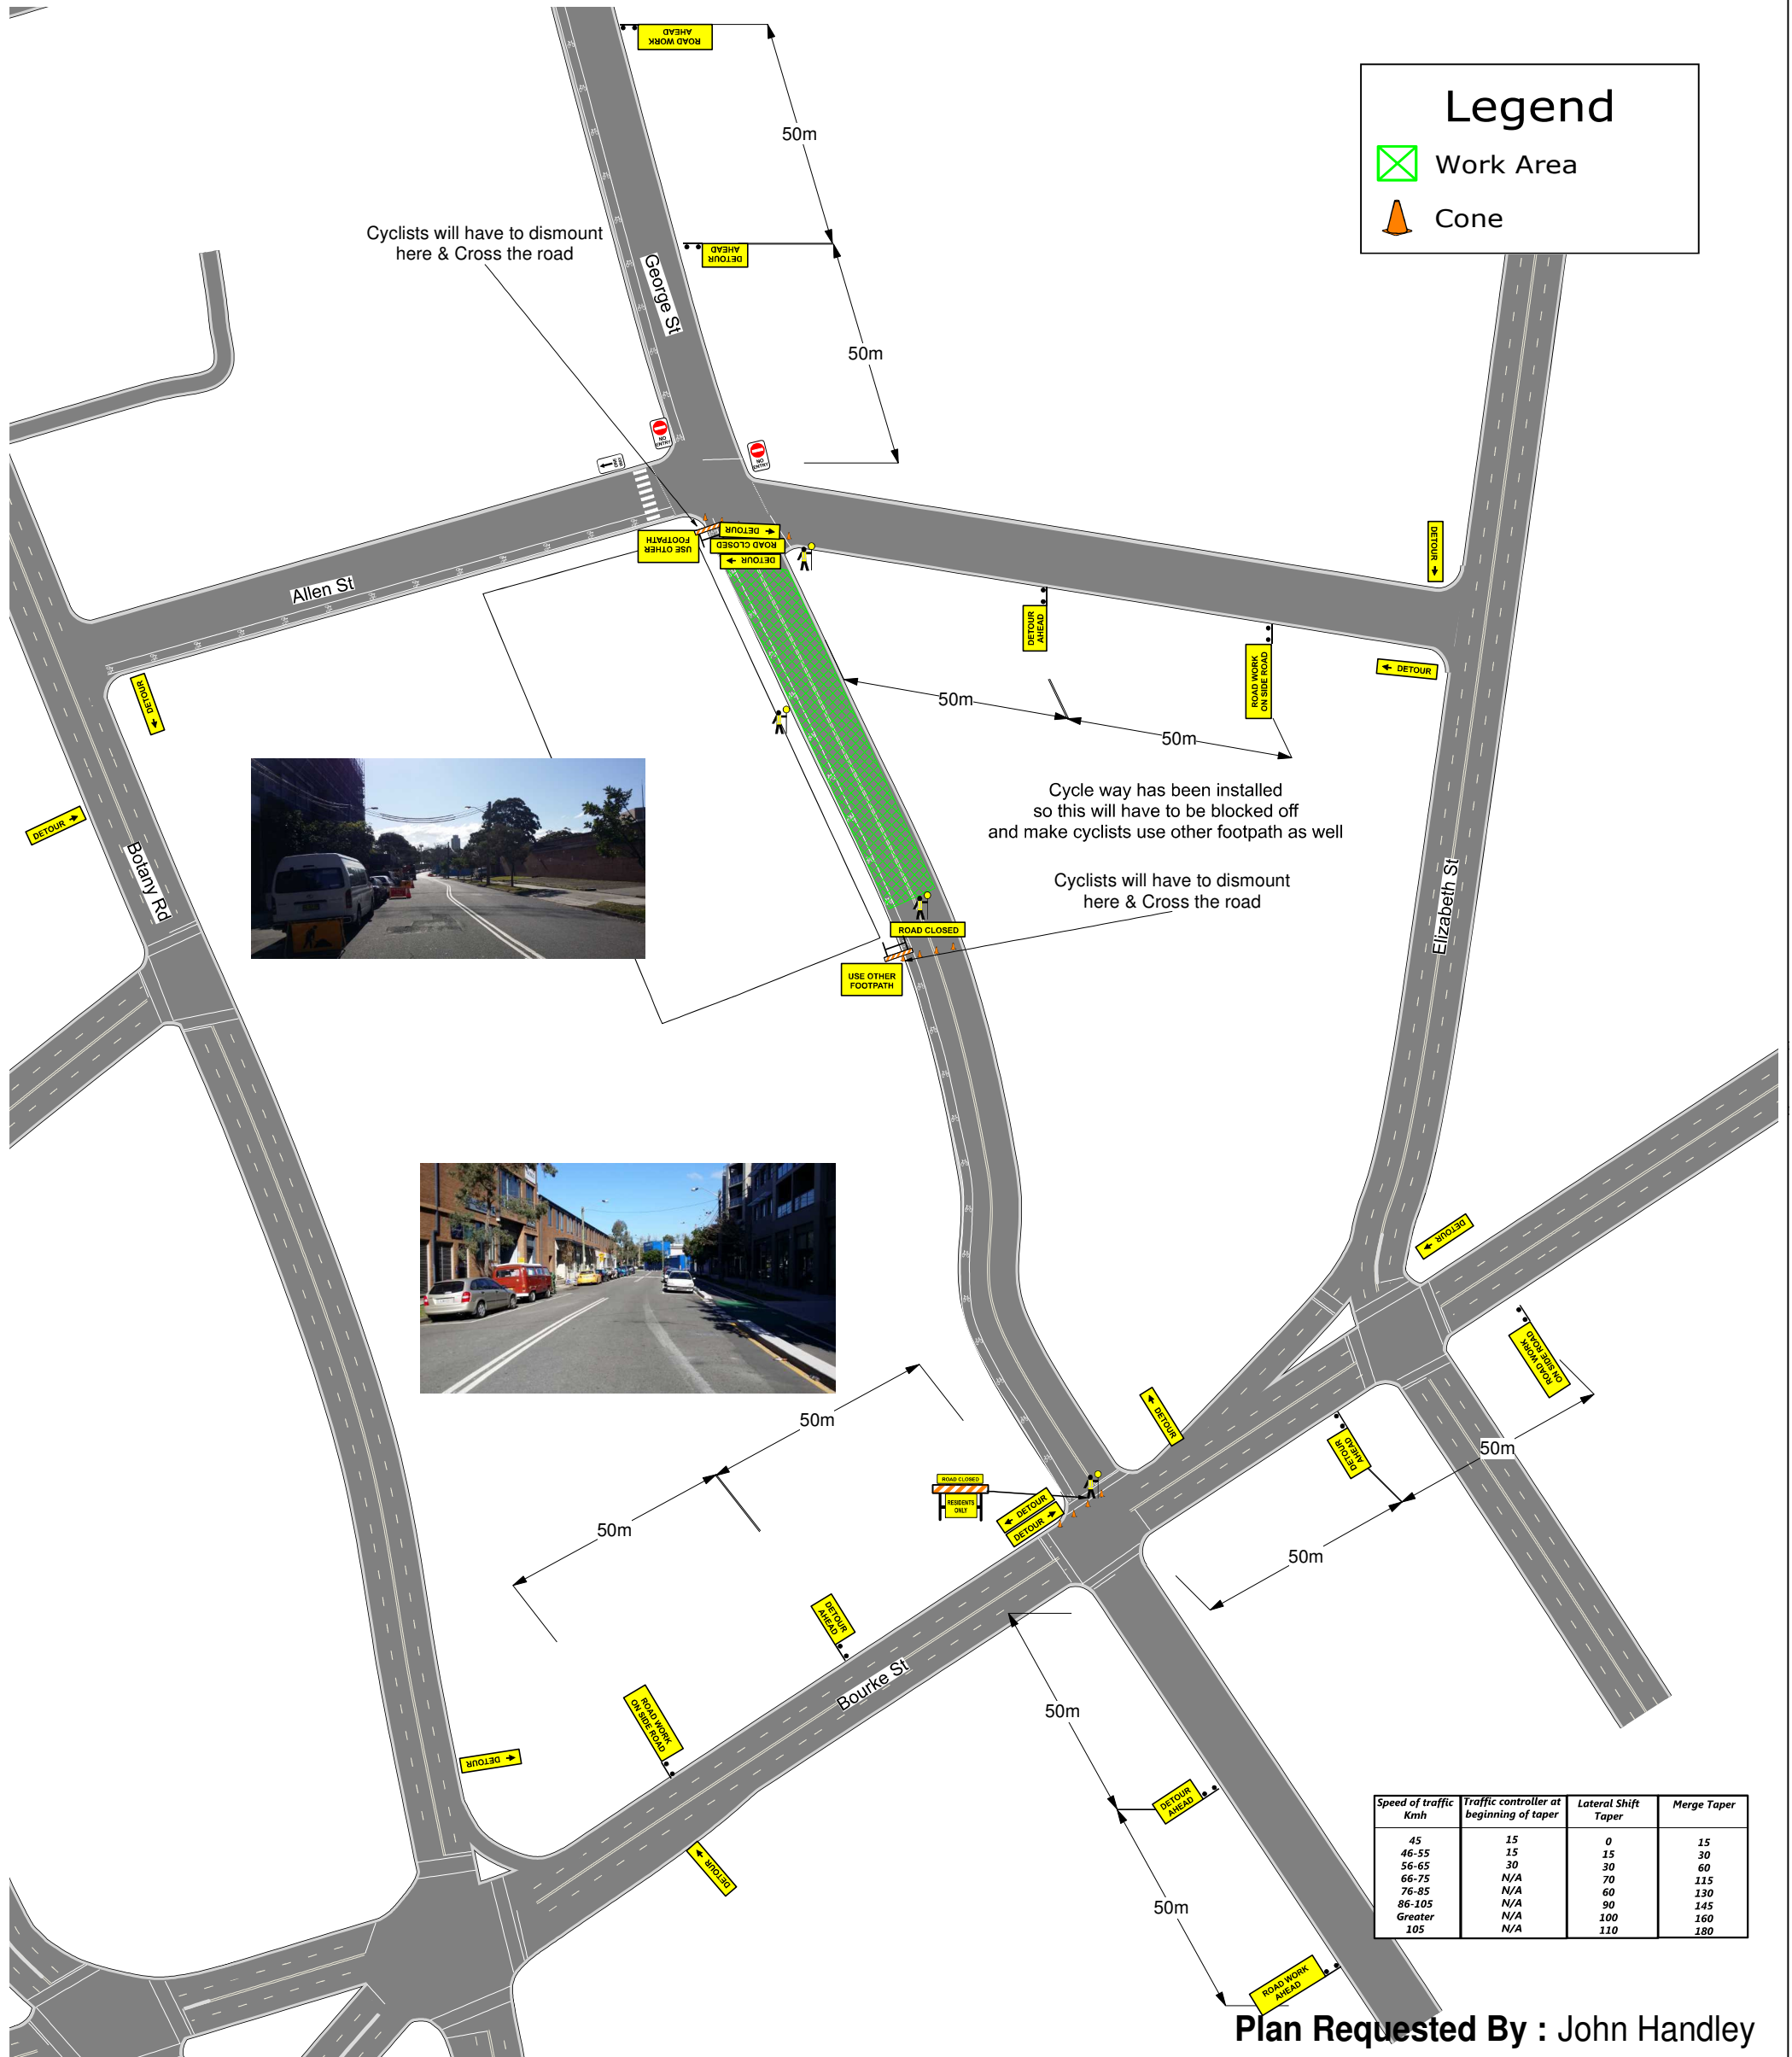 ROAD WORK
AHEAD
Legend
Work Area
Cone
50m
Cyclists will have to dismount
here & Cross the road
DETOUR
AHEAD
George St
50m
NO
ENTRY
NO
ENTRY
USE OTHER
FOOTPATH
DETOUR
ROAD CLOSED
DETOUR
DETOUR
Allen St
DETOUR
AHEAD
ROAD WORK
ON SIDE ROAD
DETOUR
DETOUR
50m
50m
DETOUR
Botany Rd
Cycle way has been installed
so this will have to be blocked off
and make cyclists use other footpath as well
Cyclists will have to dismount
here & Cross the road
Elizabeth St
ROAD CLOSED
USE OTHER
FOOTPATH
DETOUR
ROAD WORK
ON SIDE ROAD
50m
DETOUR
DETOUR
AHEAD
50m
ROAD CLOSED
RESIDENTS
ONLY
DETOUR
DETOUR
50m
50m
DETOUR
AHEAD
Bourke St
ROAD WORK
ON SIDE ROAD
50m
DETOUR
DETOUR
DETOUR
AHEAD
50m
ROAD WORK
AHEAD
Speed of traffic
Kmh
Traffic controller at
beginning of taper
Lateral Shift
Taper
Merge Taper
45 15 0 15
46-55 15 15 30
56-65 30 30 60
66-75 N/A 70 115
76-85 N/A 60 130
86-105 N/A 90 145
Greater N/A 100 160
105 N/A 110 180
Plan Requested By : John Handley